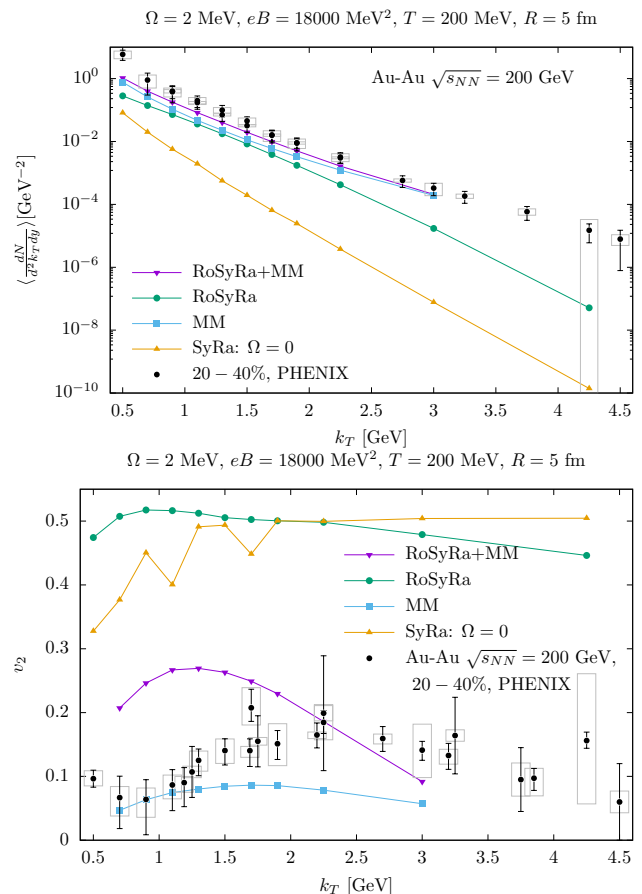 Ω = 2 MeV, eB = 18000 MeV², T = 200 MeV, R = 5 fm
Au-Au √s_NN = 200 GeV
⟨dN/d²k_T dy⟩[GeV⁻²]
10⁰
10⁻²
10⁻⁴
10⁻⁶
10⁻⁸
10⁻¹⁰
RoSyRa+MM
RoSyRa
MM
SyRa: Ω = 0
20 − 40%, PHENIX
0.5 1 1.5 2 2.5 3 3.5 4 4.5
k_T [GeV]
Ω = 2 MeV, eB = 18000 MeV², T = 200 MeV, R = 5 fm
v₂
0.5
0.4
0.3
0.2
0.1
0
RoSyRa+MM
RoSyRa
MM
SyRa: Ω = 0
Au-Au √s_NN = 200 GeV,
20 − 40%, PHENIX
0.5 1 1.5 2 2.5 3 3.5 4 4.5
k_T [GeV]